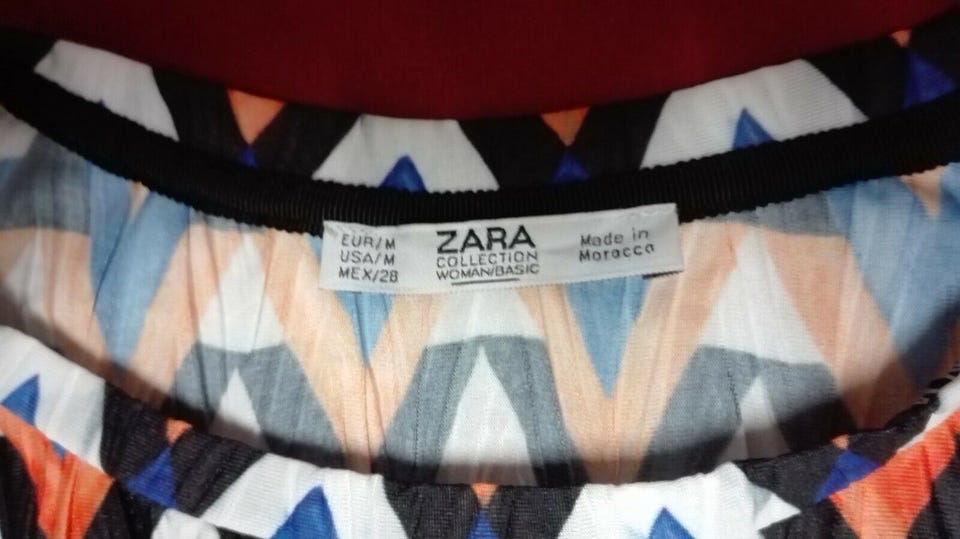 EUR/M
USA/M
MEX/28
ZARA
COLLECTION
WOMAN/BASIC
Made in
Morocco